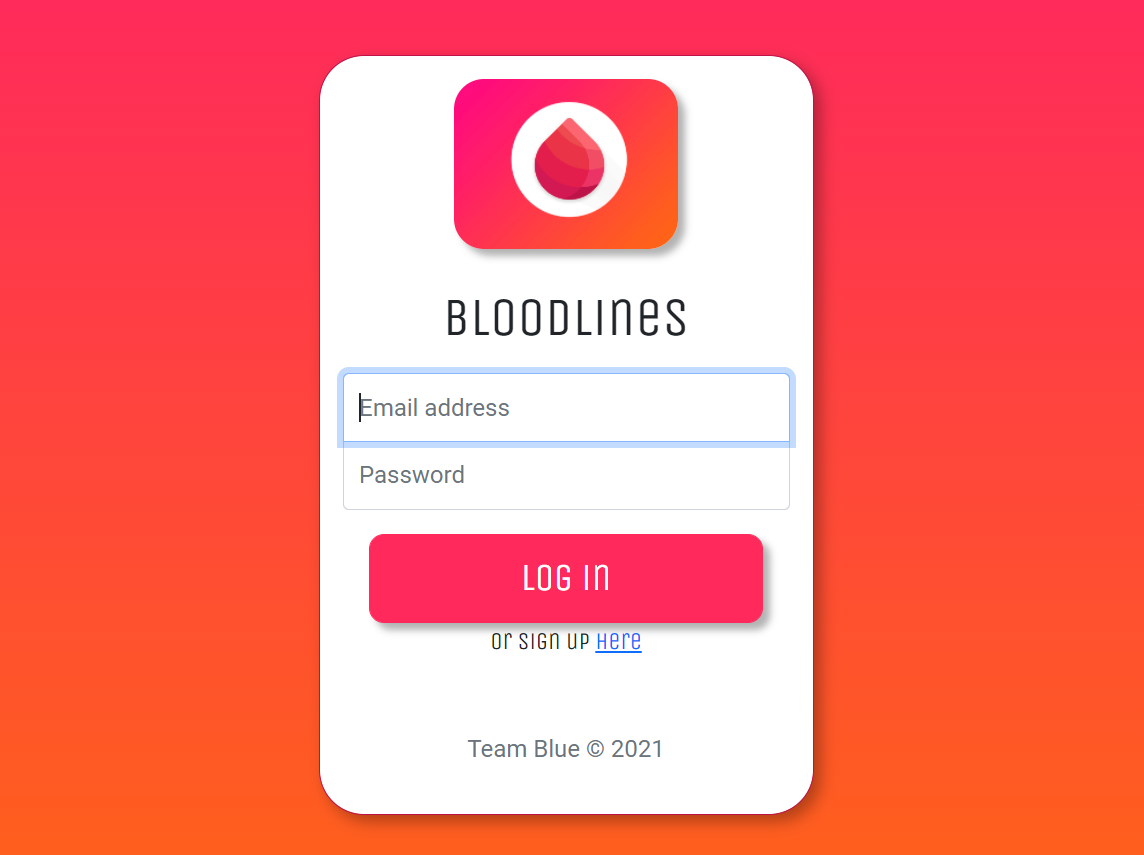 BLOODLINES
Email address
Password
LOG IN
or sign up Here
Team Blue © 2021